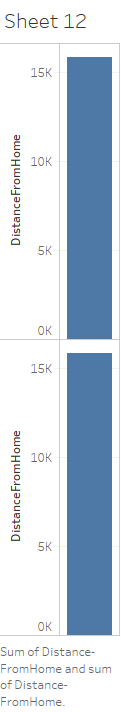 Sheet 12
15K
10K
5K
0K
DistanceFromHome
15K
10K
5K
0K
DistanceFromHome
Sum of Distance-
FromHome and sum
of Distance-
FromHome.